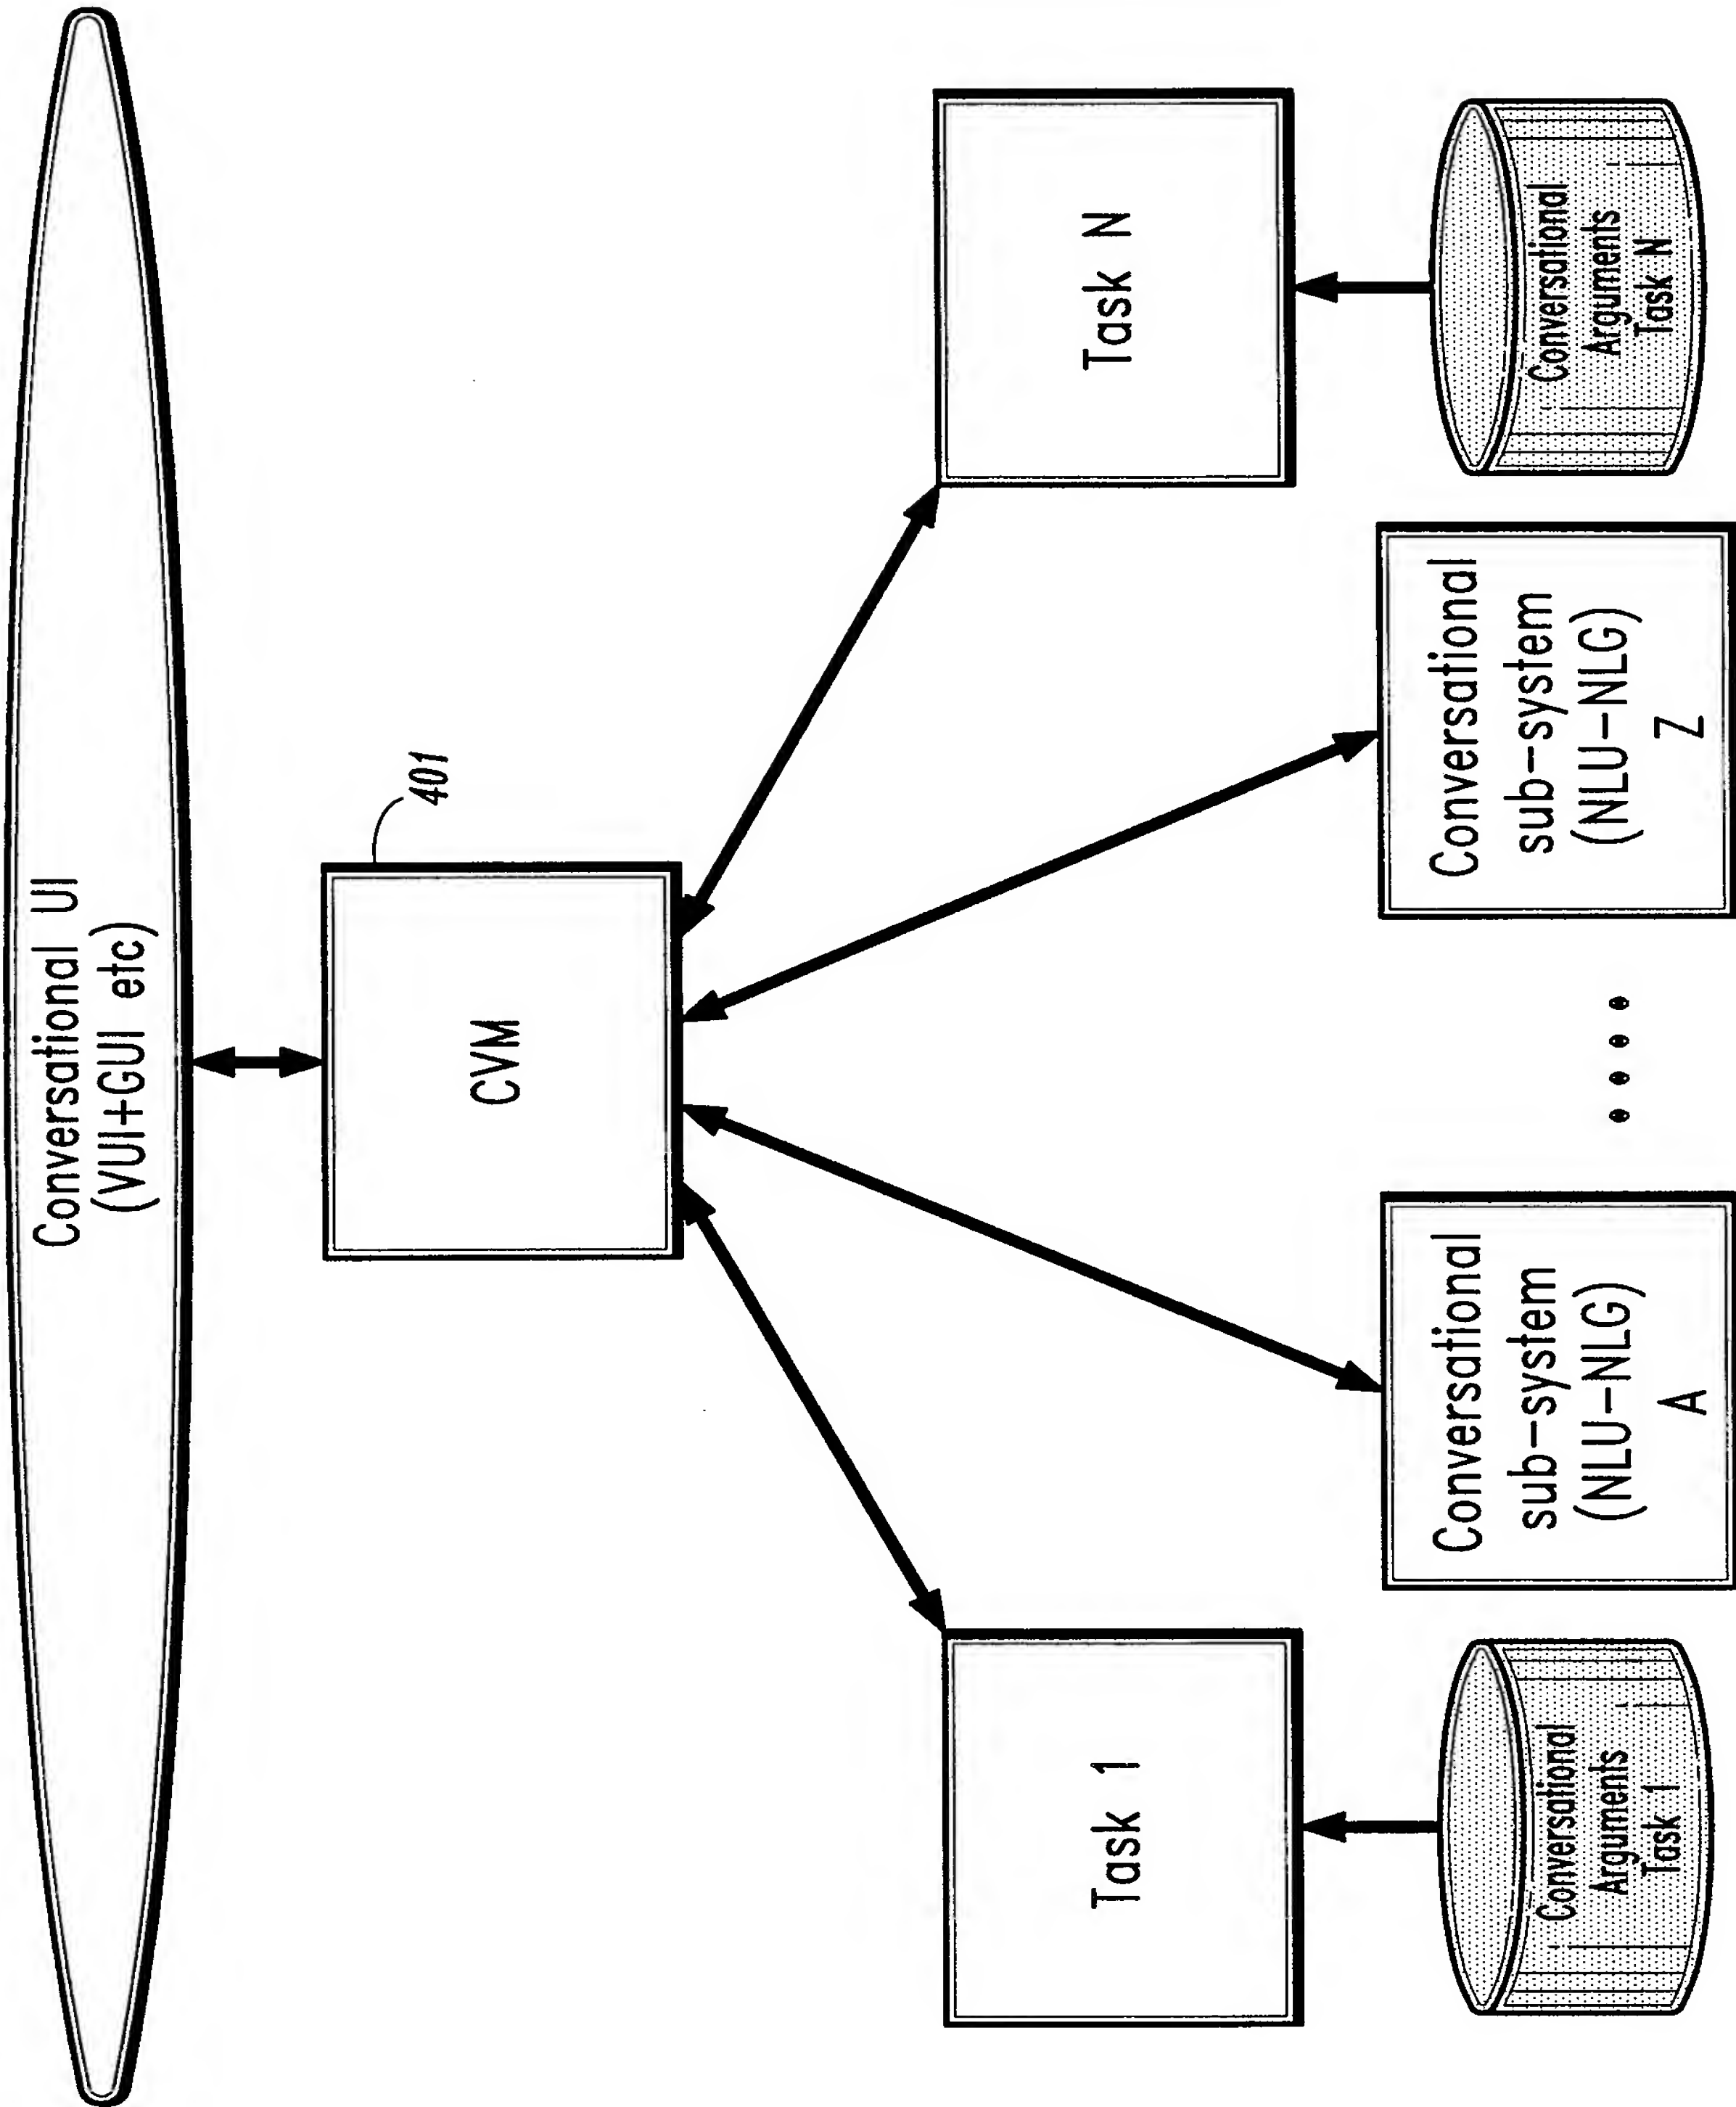 Conversational UI
(VUI+GUI etc)
401
CVM
Task 1
Task N
Conversational
Arguments
Task 1
Conversational
sub-system
(NLU-NLG)
A
Conversational
sub-system
(NLU-NLG)
Z
Conversational
Arguments
Task N